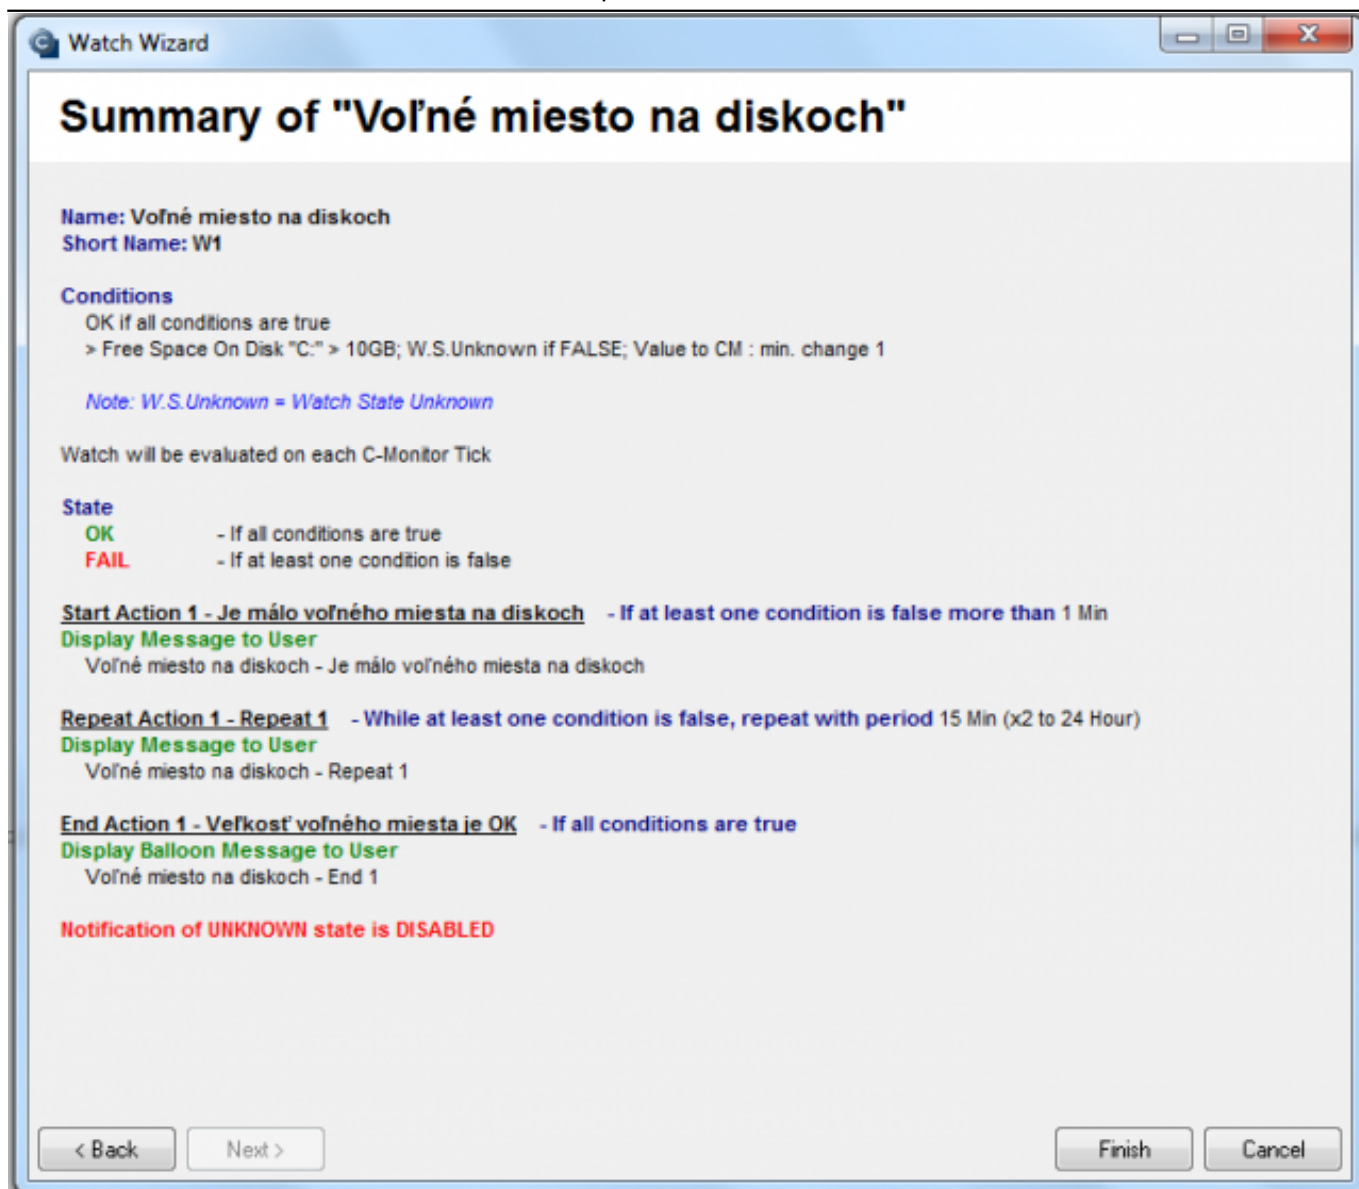 Watch Wizard
Summary of "Voľné miesto na diskoch"
Name: Voľné miesto na diskoch
Short Name: W1
Conditions
OK if all conditions are true
> Free Space On Disk "C:" > 10GB; W.S.Unknown if FALSE; Value to CM : min. change 1
Note: W.S.Unknown = Watch State Unknown
Watch will be evaluated on each C-Monitor Tick
State
OK - If all conditions are true
FAIL - If at least one condition is false
Start Action 1 - Je málo voľného miesta na diskoch - If at least one condition is false more than 1 Min
Display Message to User
Voľné miesto na diskoch - Je málo voľného miesta na diskoch
Repeat Action 1 - Repeat 1 - While at least one condition is false, repeat with period 15 Min (x2 to 24 Hour)
Display Message to User
Voľné miesto na diskoch - Repeat 1
End Action 1 - Veľkosť voľného miesta je OK - If all conditions are true
Display Balloon Message to User
Voľné miesto na diskoch - End 1
Notification of UNKNOWN state is DISABLED
< Back Next > Finish Cancel